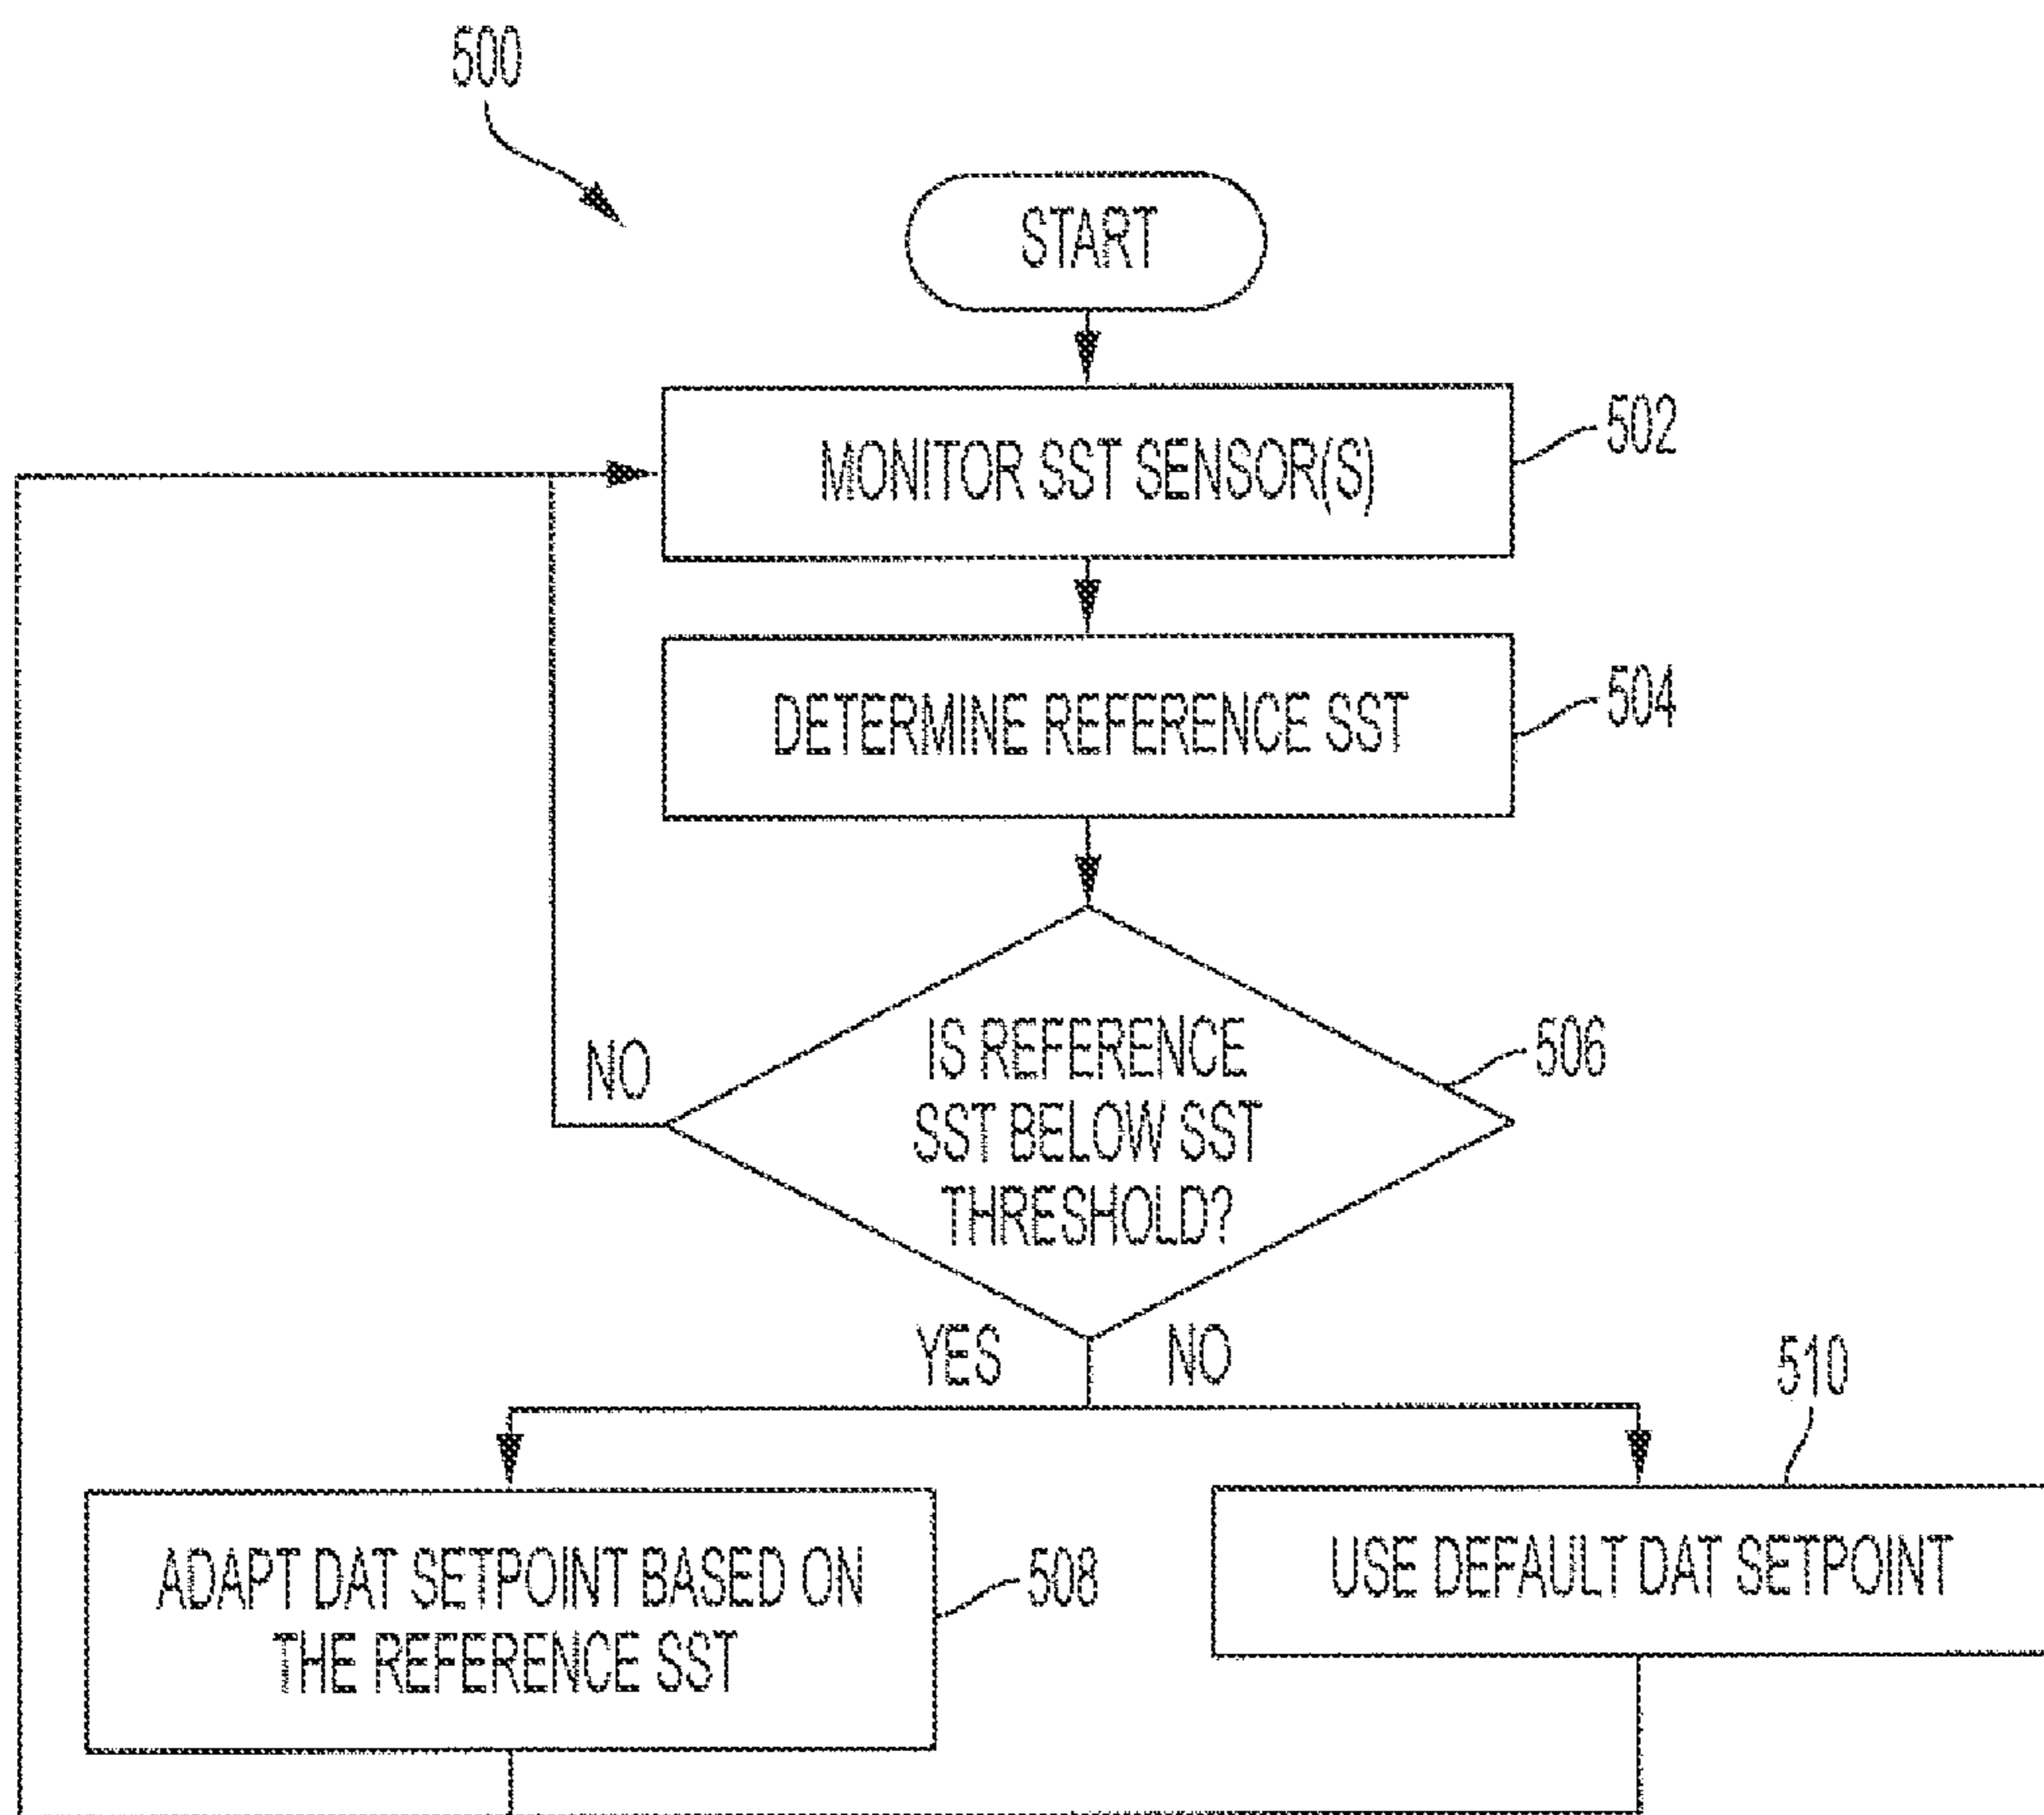 500
START
MONITOR SST SENSOR(S)
502
DETERMINE REFERENCE SST
504
IS REFERENCE
SST BELOW SST
THRESHOLD?
506
NO
YES
NO
510
ADAPT DAT SETPOINT BASED ON
THE REFERENCE SST
508
USE DEFAULT DAT SETPOINT